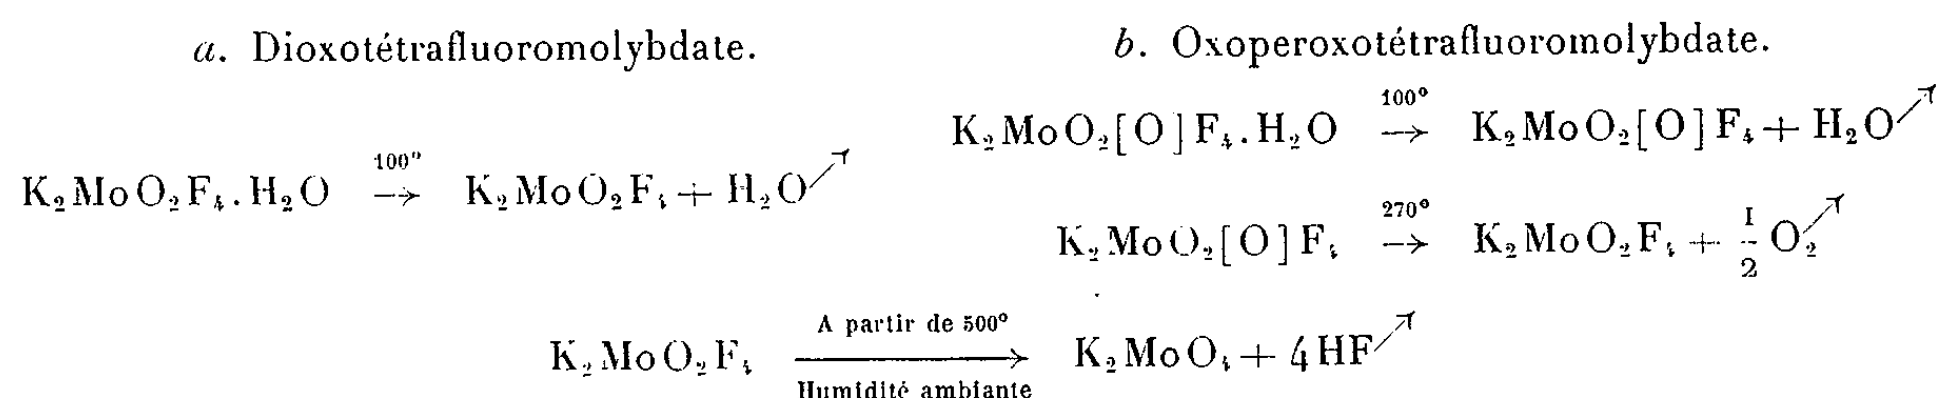 a. Dioxotétrafluoromolybdate.
K₂MoO₂F₄.H₂O →(100°) K₂MoO₂F₄ + H₂O↗
b. Oxoperoxotétrafluoromolybdate.
K₂MoO₂[O]F₄.H₂O →(100°) K₂MoO₂[O]F₄ + H₂O↗
K₂MoO₂[O]F₄ →(270°) K₂MoO₂F₄ + 1/2 O₂↗
A partir de 500°
K₂MoO₂F₄ → K₂MoO₄ + 4HF↗
Humidité ambiante